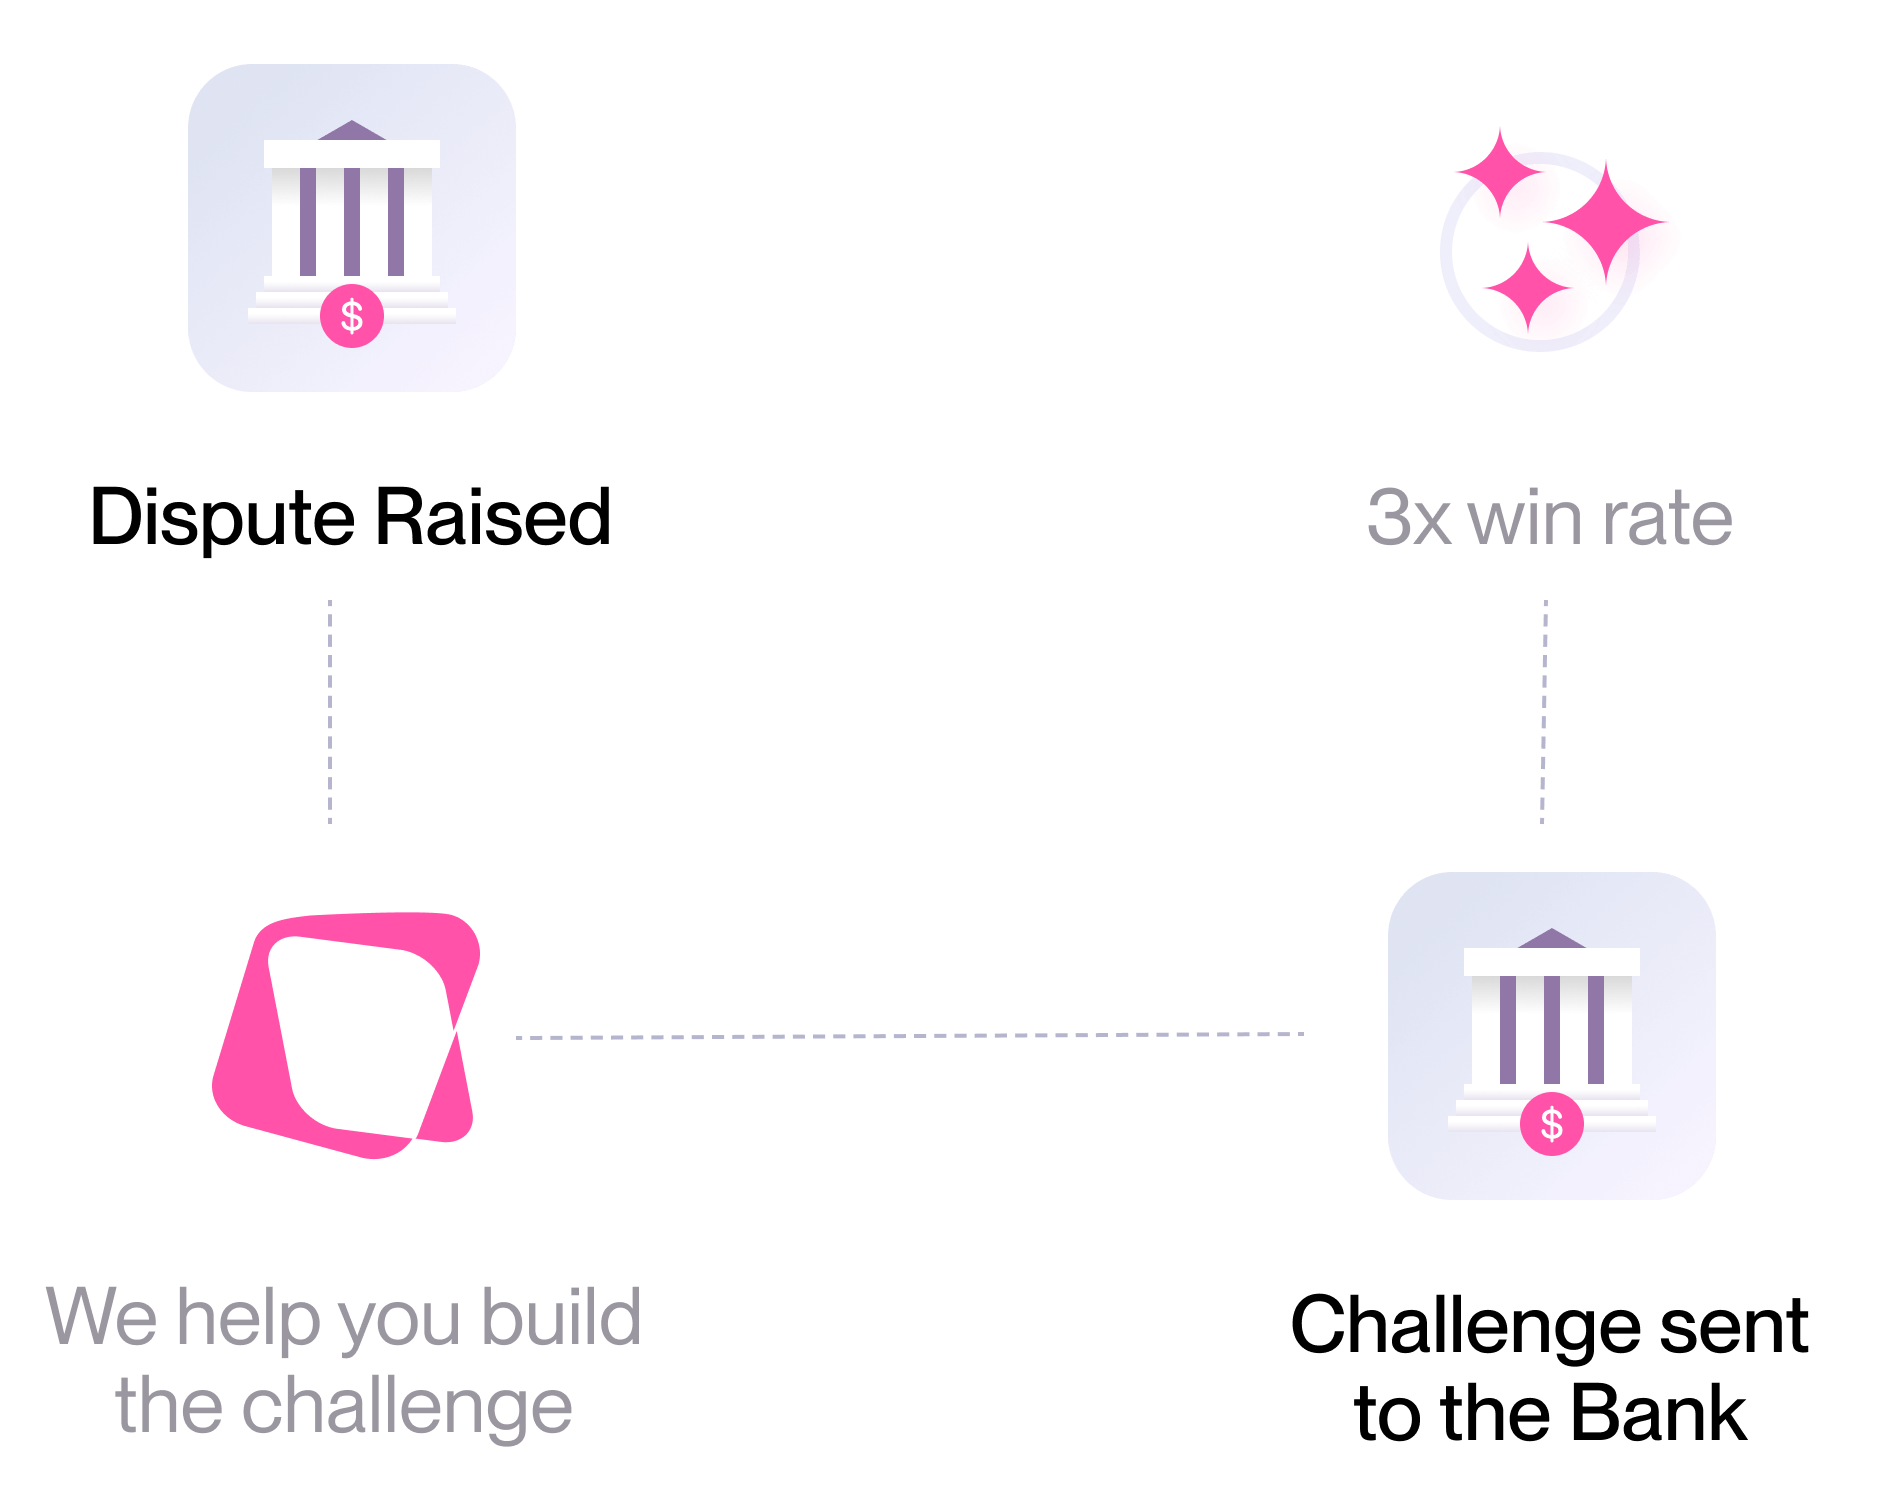 Dispute Raised
3x win rate
$
We help you build
the challenge
$
Challenge sent
to the Bank